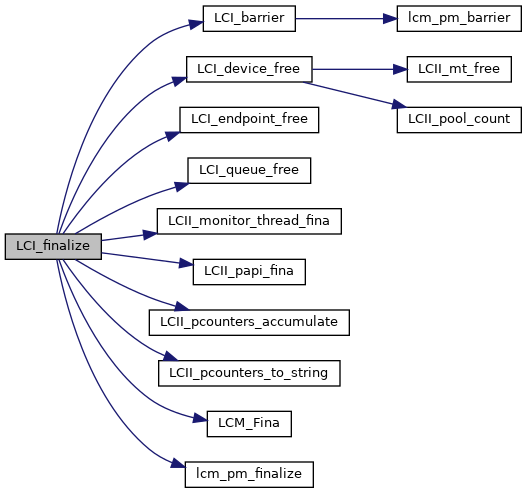 LCI_barrier
lcm_pm_barrier
LCI_device_free
LCII_mt_free
LCII_pool_count
LCI_endpoint_free
LCI_queue_free
LCII_monitor_thread_fina
LCI_finalize
LCII_papi_fina
LCII_pcounters_accumulate
LCII_pcounters_to_string
LCM_Fina
lcm_pm_finalize